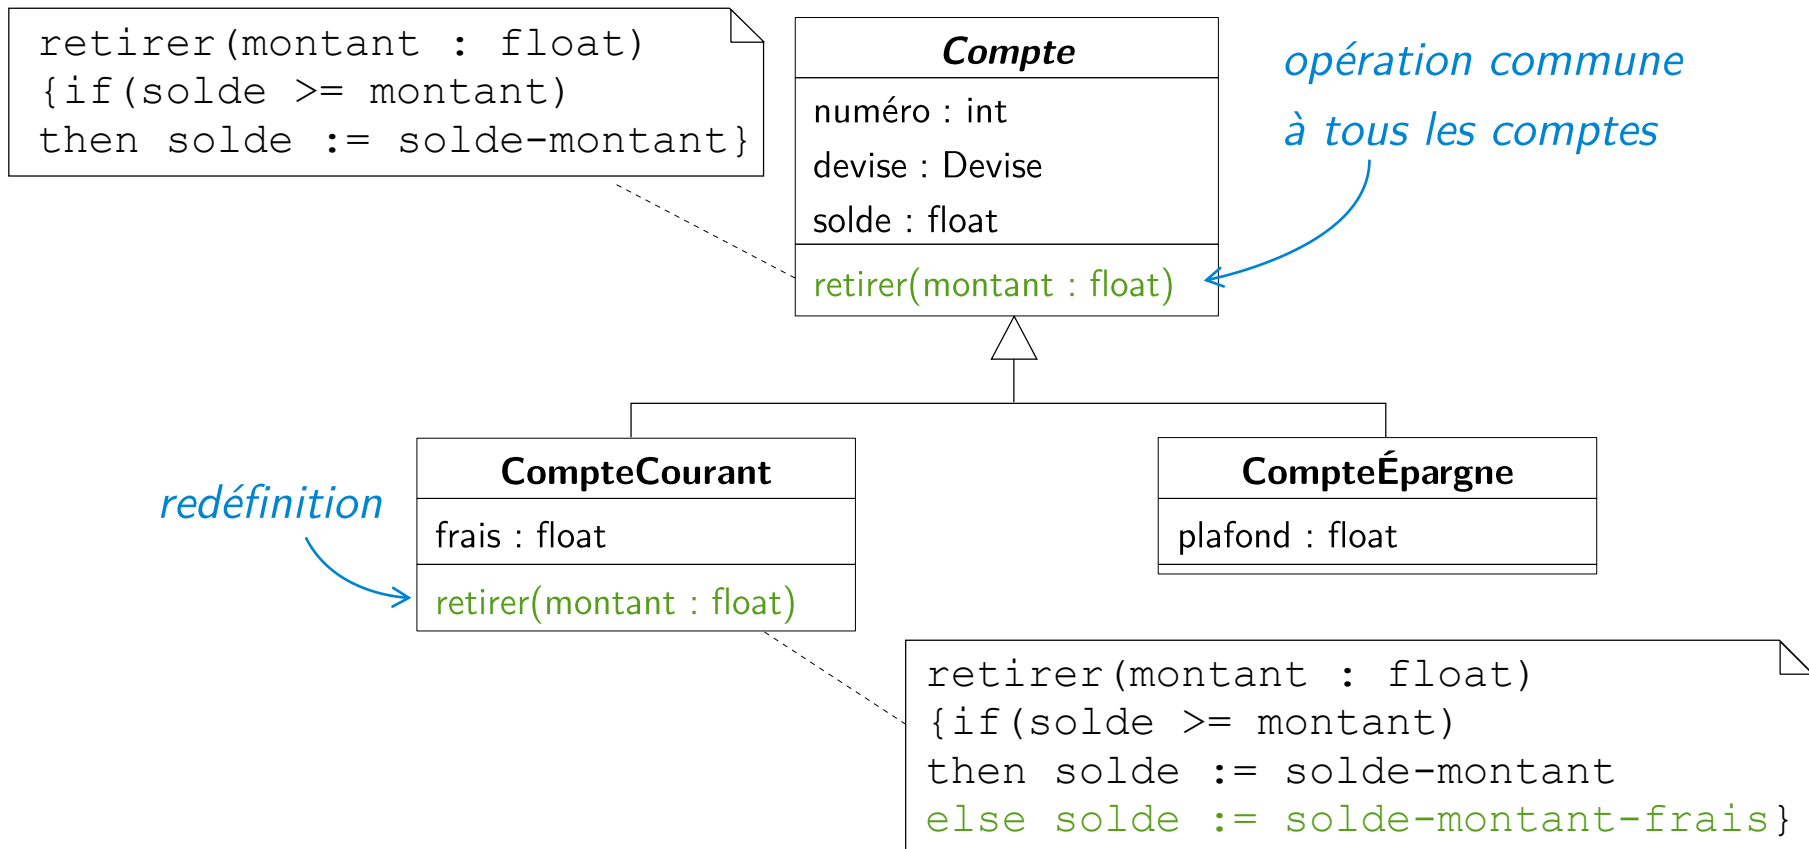 retirer(montant : float)
{if(solde >= montant)
then solde := solde-montant}
Compte
numéro : int
devise : Devise
solde : float
retirer(montant : float)
opération commune
à tous les comptes
redéfinition
CompteCourant
frais : float
retirer(montant : float)
CompteÉpargne
plafond : float
retirer(montant : float)
{if(solde >= montant)
then solde := solde-montant
else solde := solde-montant-frais}